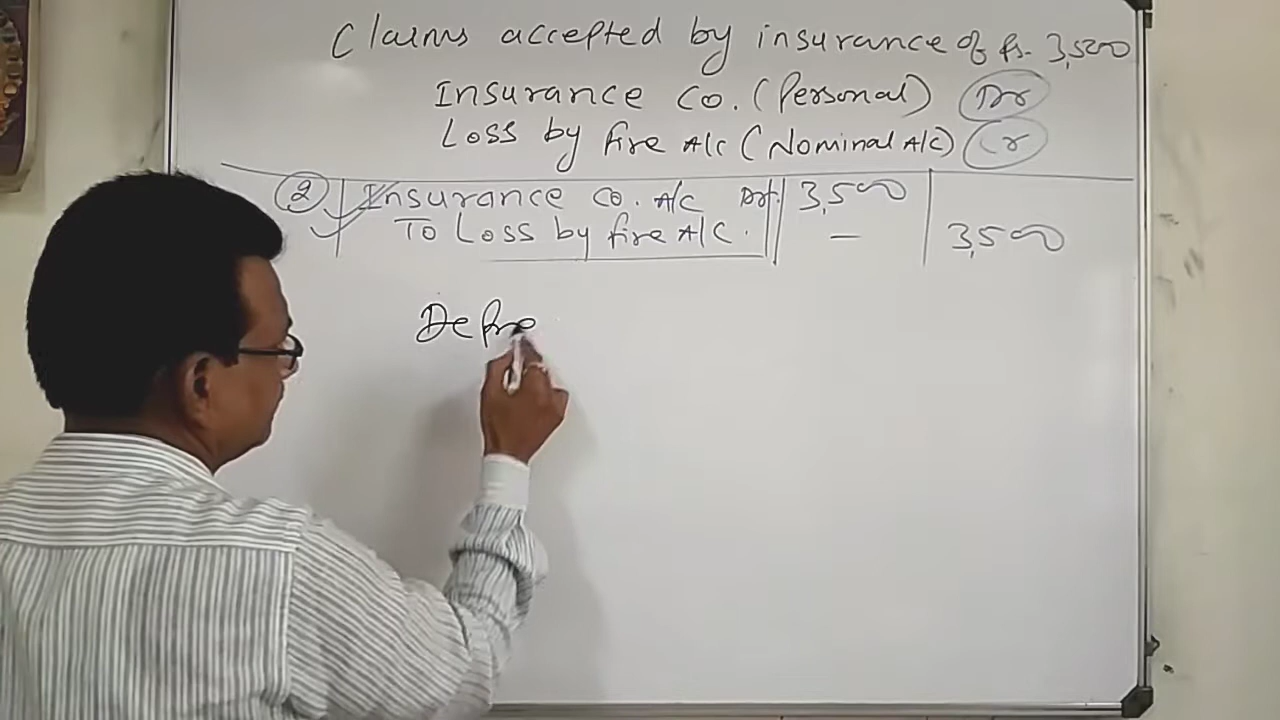 Claims accepted by insurance of Rs. 3,500
Insurance Co. (Personal) Dr
Loss by fire A/c (Nominal A/c) Cr
2 Insurance Co. A/c Dr. 3,500
To Loss by fire A/C. — 3,500
Depre